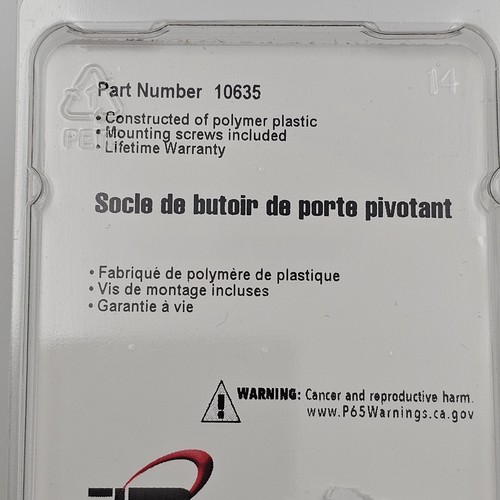 14
Part Number 10635
• Constructed of polymer plastic
• Mounting screws included
• Lifetime Warranty
Socle de butoir de porte pivotant
• Fabriqué de polymère de plastique
• Vis de montage incluses
• Garantie à vie
WARNING: Cancer and reproductive harm.
www.P65Warnings.ca.gov